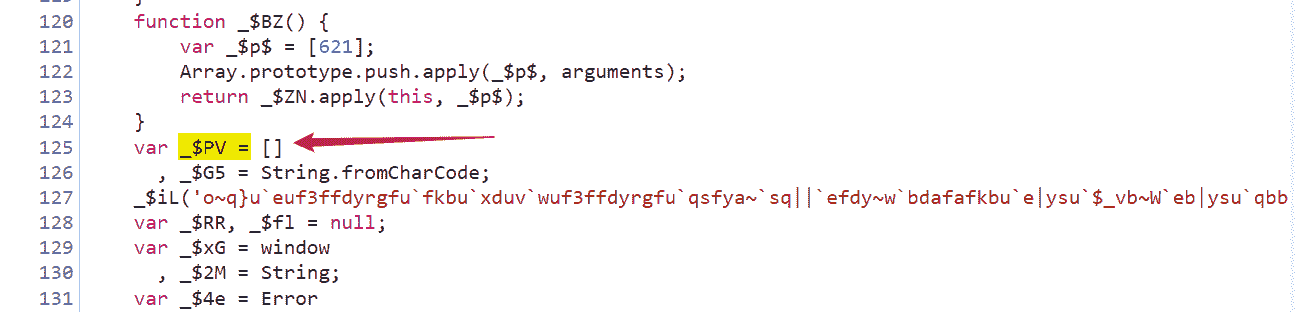 120 function _$BZ() {
121 var _$p$ = [621];
122 Array.prototype.push.apply(_$p$, arguments);
123 return _$ZN.apply(this, _$p$);
124 }
125 var _$PV = []
126 , _$G5 = String.fromCharCode;
127 _$iL('o~q}u`euf3ffdyrgfu`fkbu`xduv`wuf3ffdyrgfu`qsfya~`sq||`efdy~w`bdafafkbu`e|ysu`$_vb~W`eb|ysu`qbb
128 var _$RR, _$fl = null;
129 var _$xG = window
130 , _$2M = String;
131 var _$4e = Error